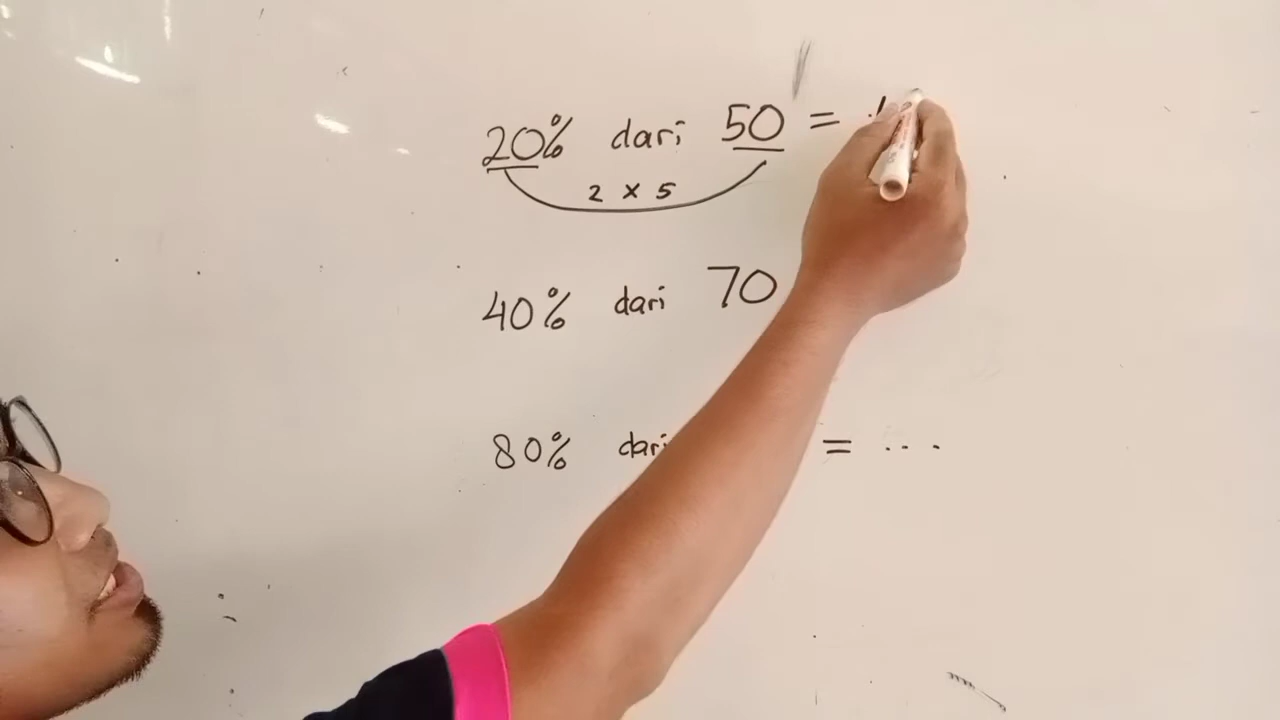 20% dari 50 =
2 x 5
40% dari 70
80% dari = ...